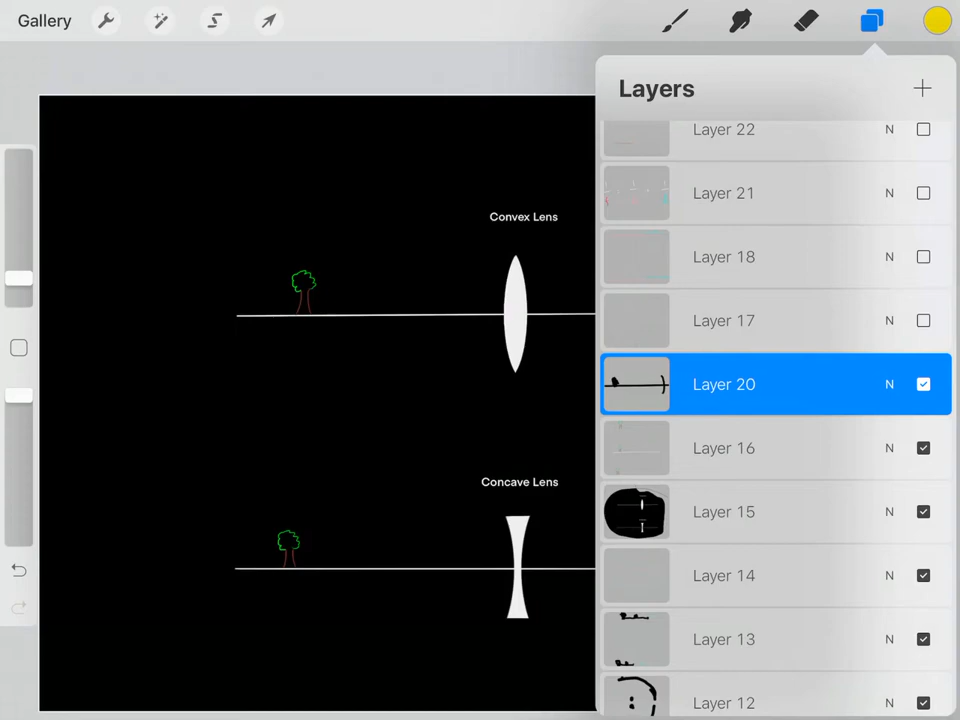 Gallery
Layers
Layer 22 N
Layer 21 N
Layer 18 N
Layer 17 N
Layer 20 N
Layer 16 N
Layer 15 N
Layer 14 N
Layer 13 N
Layer 12 N
Convex Lens
Concave Lens